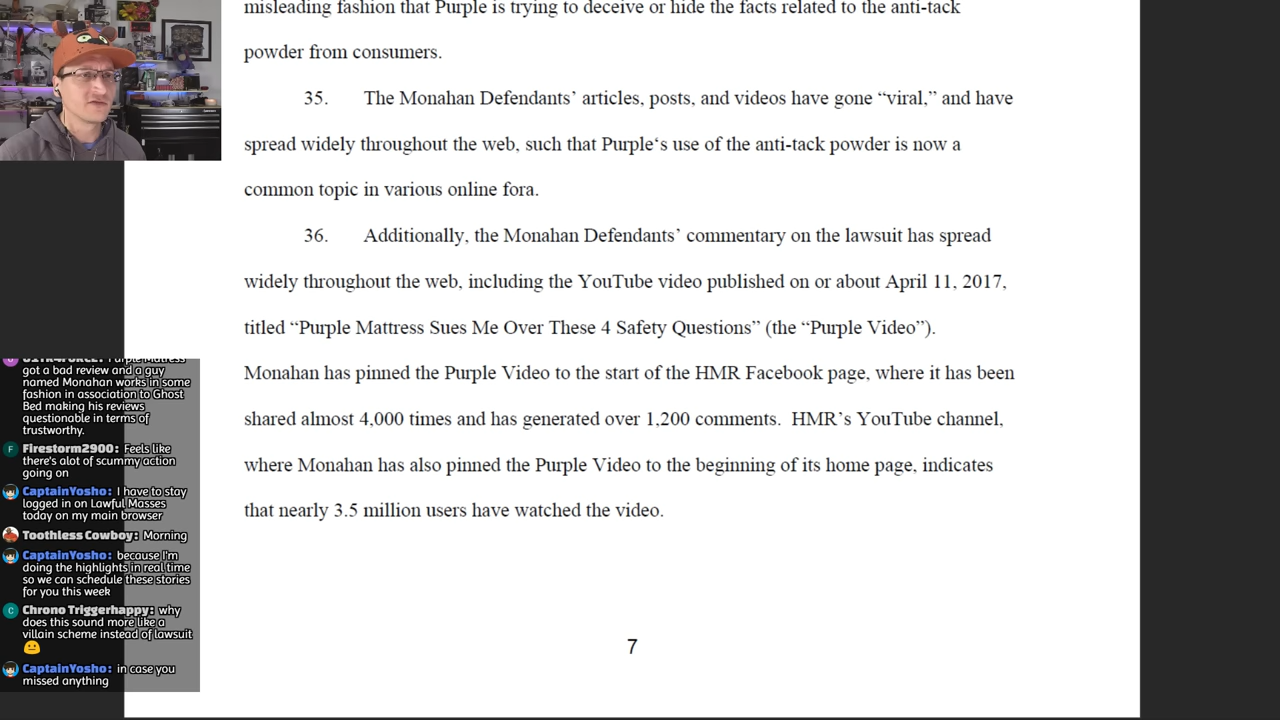 misleading fashion that Purple is trying to deceive or hide the facts related to the anti-tack
powder from consumers.
35. The Monahan Defendants’ articles, posts, and videos have gone “viral,” and have
spread widely throughout the web, such that Purple‘s use of the anti-tack powder is now a
common topic in various online fora.
36. Additionally, the Monahan Defendants’ commentary on the lawsuit has spread
widely throughout the web, including the YouTube video published on or about April 11, 2017,
titled “Purple Mattress Sues Me Over These 4 Safety Questions” (the “Purple Video”).
Monahan has pinned the Purple Video to the start of the HMR Facebook page, where it has been
shared almost 4,000 times and has generated over 1,200 comments. HMR’s YouTube channel,
where Monahan has also pinned the Purple Video to the beginning of its home page, indicates
that nearly 3.5 million users have watched the video.
7
got a bad review and a guy
named Monahan works in some
fashion in association to Ghost
Bed making his reviews
questionable in terms of
trustworthy.
F Firestorm2900: Feels like
there's alot of scummy action
going on
CaptainYosho: I have to stay
logged in on Lawful Masses
today on my main browser
Toothless Cowboy: Morning
CaptainYosho: because I'm
doing the highlights in real time
so we can schedule these stories
for you this week
C Chrono Triggerhappy: why
does this sound more like a
villain scheme instead of lawsuit
CaptainYosho: in case you
missed anything